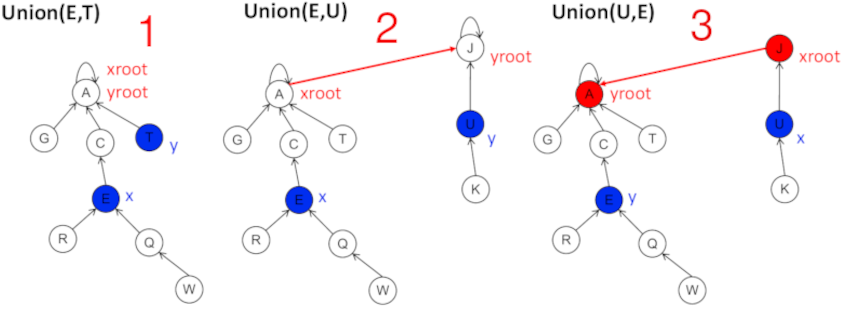 Union(E,T)
1
xroot
yroot
A
G
C
T
y
E
x
R
Q
W
Union(E,U)
2
J
yroot
A
xroot
G
C
T
U
y
E
x
K
R
Q
W
Union(U,E)
3
J
xroot
A
yroot
G
C
T
U
x
E
y
K
R
Q
W